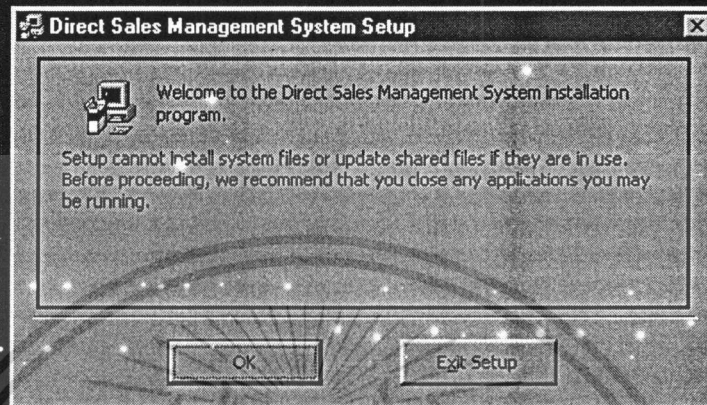 Direct Sales Management System Setup
Welcome to the Direct Sales Management System installation
program.
Setup cannot install system files or update shared files if they are in use.
Before proceeding, we recommend that you close any applications you may
be running.
OK
Exit Setup